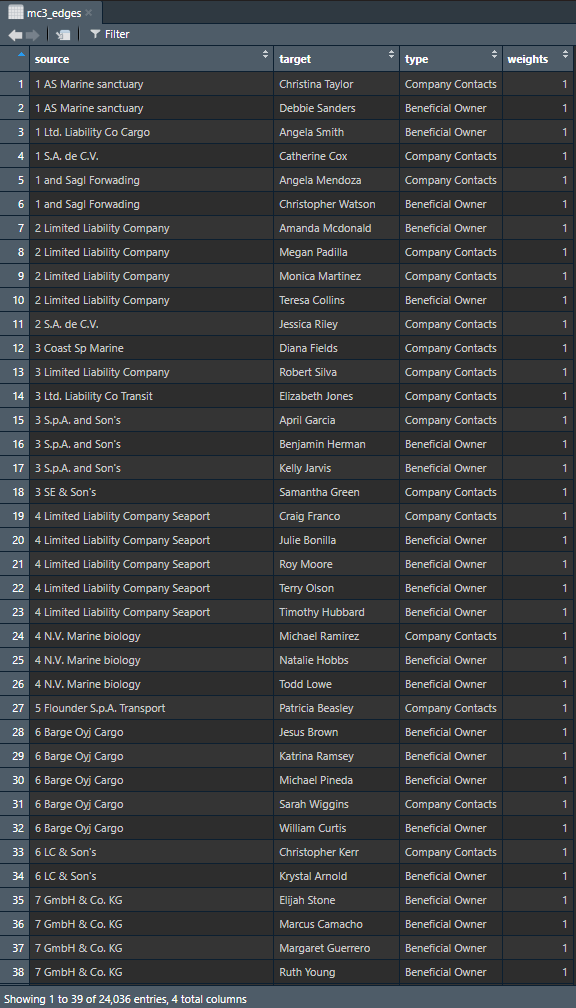 mc3_edges
Filter
source target type weights
1 1 AS Marine sanctuary Christina Taylor Company Contacts 1
2 1 AS Marine sanctuary Debbie Sanders Beneficial Owner 1
3 1 Ltd. Liability Co Cargo Angela Smith Beneficial Owner 1
4 1 S.A. de C.V. Catherine Cox Company Contacts 1
5 1 and Sagl Forwading Angela Mendoza Company Contacts 1
6 1 and Sagl Forwading Christopher Watson Beneficial Owner 1
7 2 Limited Liability Company Amanda Mcdonald Beneficial Owner 1
8 2 Limited Liability Company Megan Padilla Company Contacts 1
9 2 Limited Liability Company Monica Martinez Company Contacts 1
10 2 Limited Liability Company Teresa Collins Beneficial Owner 1
11 2 S.A. de C.V. Jessica Riley Company Contacts 1
12 3 Coast Sp Marine Diana Fields Company Contacts 1
13 3 Limited Liability Company Robert Silva Company Contacts 1
14 3 Ltd. Liability Co Transit Elizabeth Jones Company Contacts 1
15 3 S.p.A. and Son's April Garcia Company Contacts 1
16 3 S.p.A. and Son's Benjamin Herman Beneficial Owner 1
17 3 S.p.A. and Son's Kelly Jarvis Beneficial Owner 1
18 3 SE & Son's Samantha Green Company Contacts 1
19 4 Limited Liability Company Seaport Craig Franco Company Contacts 1
20 4 Limited Liability Company Seaport Julie Bonilla Beneficial Owner 1
21 4 Limited Liability Company Seaport Roy Moore Beneficial Owner 1
22 4 Limited Liability Company Seaport Terry Olson Beneficial Owner 1
23 4 Limited Liability Company Seaport Timothy Hubbard Beneficial Owner 1
24 4 N.V. Marine biology Michael Ramirez Company Contacts 1
25 4 N.V. Marine biology Natalie Hobbs Beneficial Owner 1
26 4 N.V. Marine biology Todd Lowe Beneficial Owner 1
27 5 Flounder S.p.A. Transport Patricia Beasley Company Contacts 1
28 6 Barge Oyj Cargo Jesus Brown Beneficial Owner 1
29 6 Barge Oyj Cargo Katrina Ramsey Beneficial Owner 1
30 6 Barge Oyj Cargo Michael Pineda Beneficial Owner 1
31 6 Barge Oyj Cargo Sarah Wiggins Company Contacts 1
32 6 Barge Oyj Cargo William Curtis Beneficial Owner 1
33 6 LC & Son's Christopher Kerr Company Contacts 1
34 6 LC & Son's Krystal Arnold Beneficial Owner 1
35 7 GmbH & Co. KG Elijah Stone Beneficial Owner 1
36 7 GmbH & Co. KG Marcus Camacho Beneficial Owner 1
37 7 GmbH & Co. KG Margaret Guerrero Beneficial Owner 1
38 7 GmbH & Co. KG Ruth Young Beneficial Owner 1
Showing 1 to 39 of 24,036 entries, 4 total columns